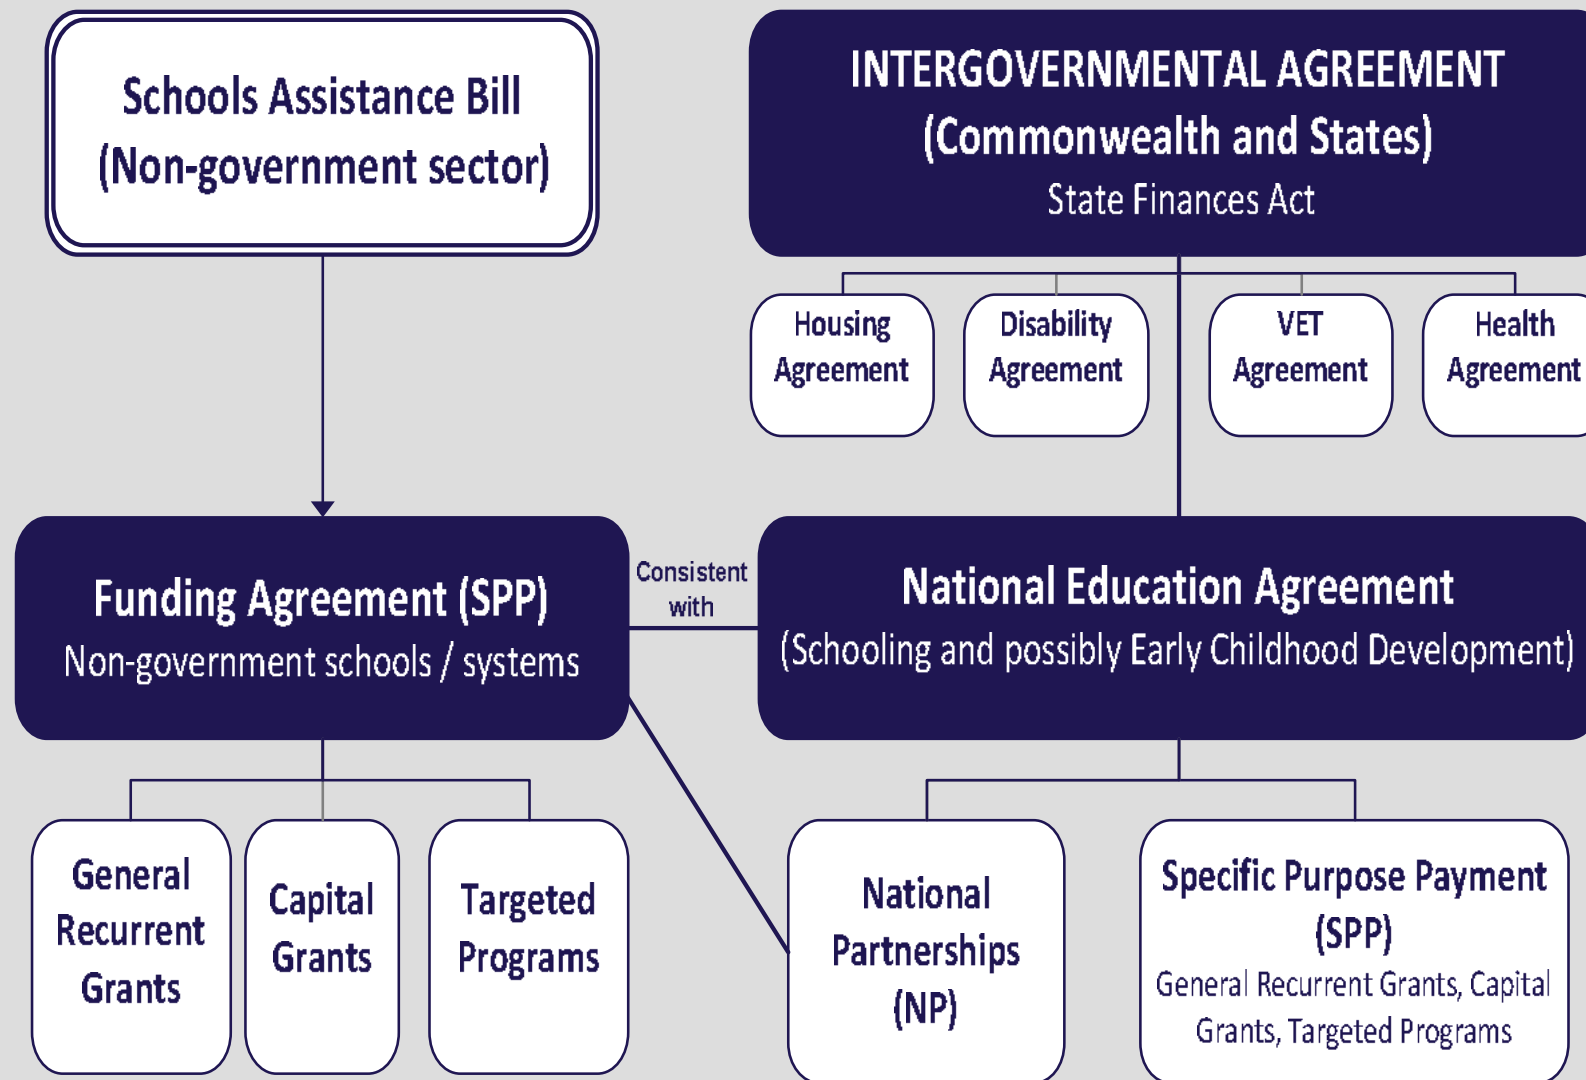 Schools Assistance Bill
(Non-government sector)
INTERGOVERNMENTAL AGREEMENT
(Commonwealth and States)
State Finances Act
Housing
Agreement
Disability
Agreement
VET
Agreement
Health
Agreement
Funding Agreement (SPP)
Non-government schools / systems
Consistent
with
National Education Agreement
(Schooling and possibly Early Childhood Development)
General
Recurrent
Grants
Capital
Grants
Targeted
Programs
National
Partnerships
(NP)
Specific Purpose Payment
(SPP)
General Recurrent Grants, Capital
Grants, Targeted Programs